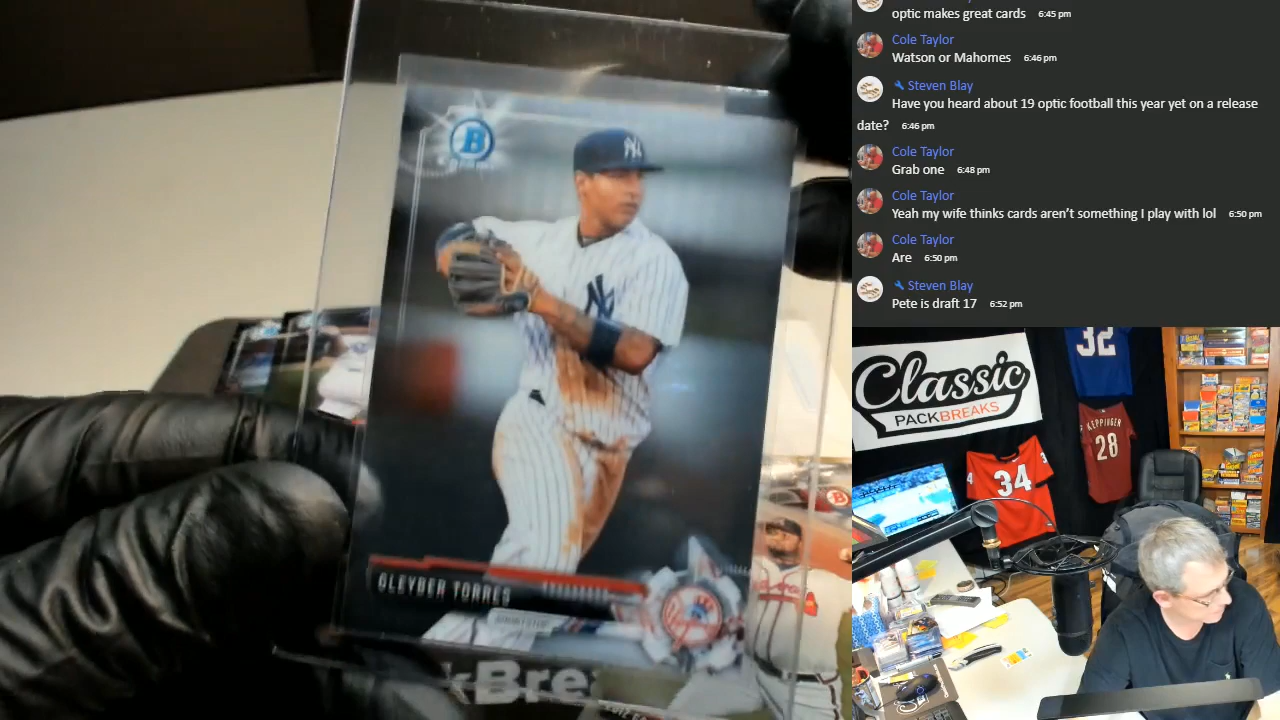 optic makes great cards 6:45 pm
Cole Taylor
Watson or Mahomes 6:46 pm
Steven Blay
Have you heard about 19 optic football this year yet on a release
date? 6:46 pm
Cole Taylor
Grab one 6:48 pm
Cole Taylor
Yeah my wife thinks cards aren't something I play with lol 6:50 pm
Cole Taylor
Are 6:50 pm
Steven Blay
Pete is draft 17 6:52 pm
B
NY
NY
GLEYBER TORRES
kBre
Classic
PACKBREAKS
32
KEPPINGER
28
34